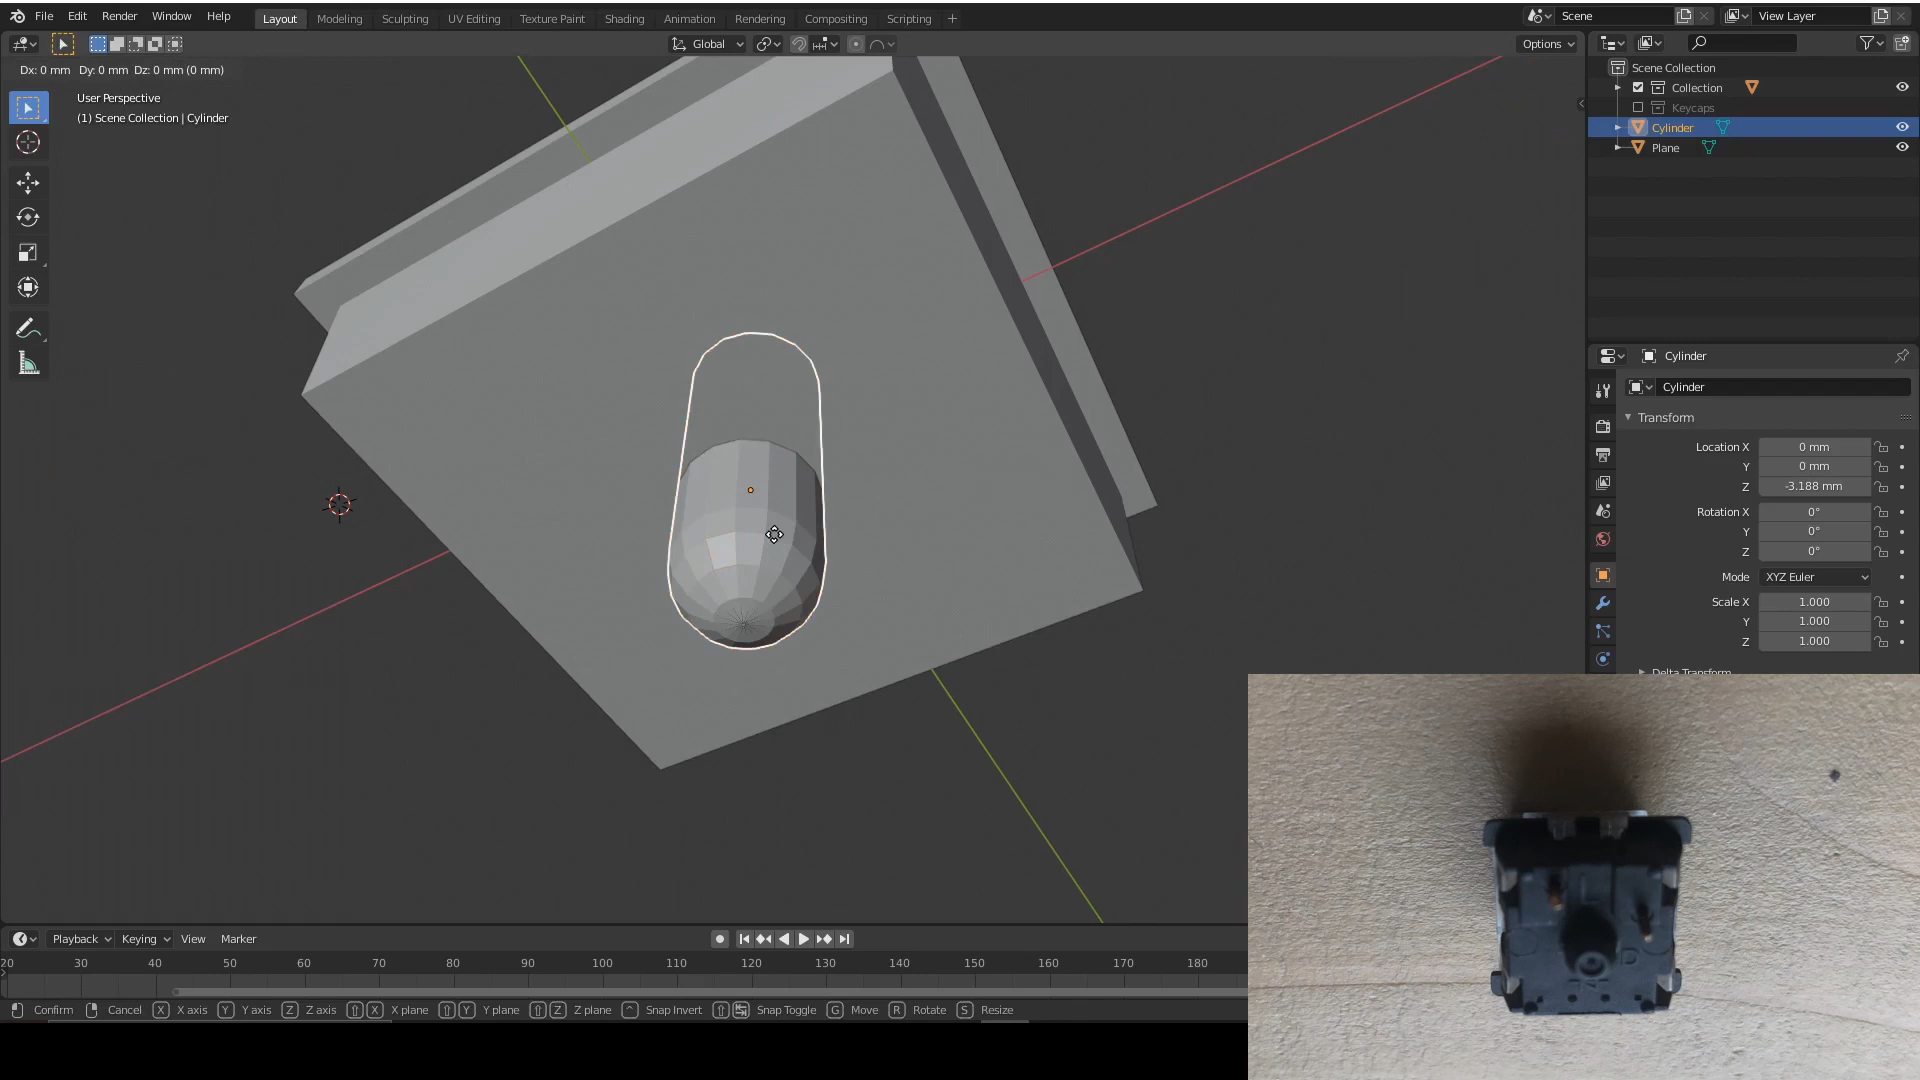 File Edit Render Window Help
Layout Modeling Sculpting UV Editing Texture Paint Shading Animation Rendering Compositing Scripting +
Scene
View Layer
Global
Options
Dx: 0 mm Dy: 0 mm Dz: 0 mm (0 mm)
User Perspective
(1) Scene Collection | Cylinder
Scene Collection
Collection
Keycaps
Cylinder
Plane
Cylinder
Cylinder
Transform
Location X 0 mm
Y 0 mm
Z -3.188 mm
Rotation X 0°
Y 0°
Z 0°
Mode XYZ Euler
Scale X 1.000
Y 1.000
Z 1.000
Delta Transform
Playback Keying View Marker
20 30 40 50 60 70 80 90 100 110 120 130 140 150 160 170 180
Confirm Cancel X X axis Y Y axis Z Z axis X X plane Y Y plane Z Z plane ^ Snap Invert Snap Toggle G Move R Rotate S Resize